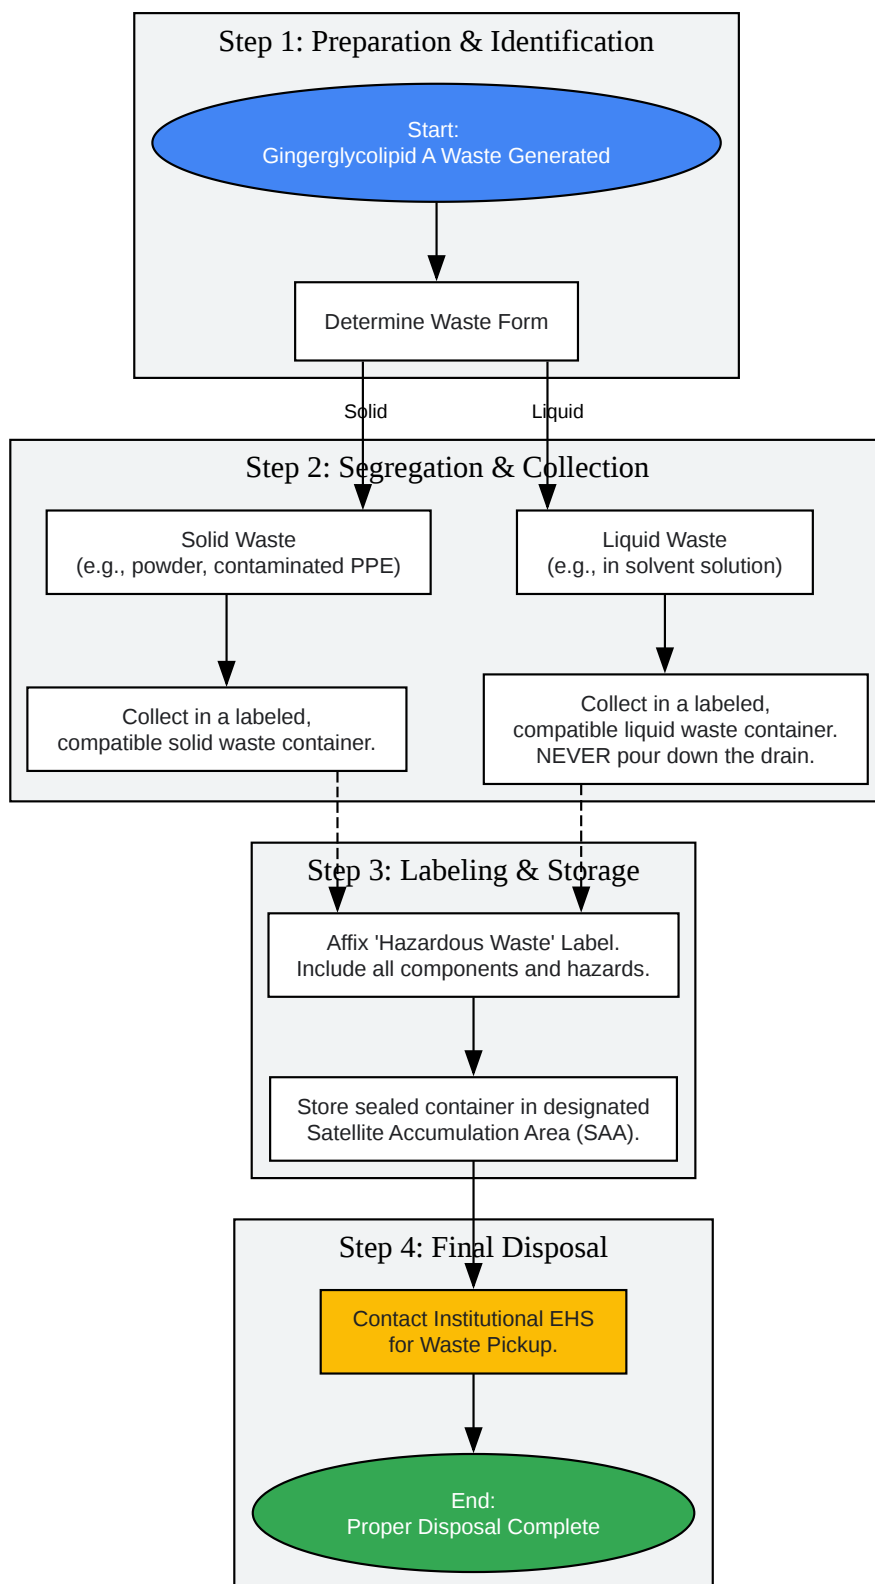 Step 1: Preparation & Identification
Start:
Gingerglycolipid A Waste Generated
Determine Waste Form
Solid
Liquid
Step 2: Segregation & Collection
Solid Waste
(e.g., powder, contaminated PPE)
Liquid Waste
(e.g., in solvent solution)
Collect in a labeled,
compatible solid waste container.
Collect in a labeled,
compatible liquid waste container.
NEVER pour down the drain.
Step 3: Labeling & Storage
Affix 'Hazardous Waste' Label.
Include all components and hazards.
Store sealed container in designated
Satellite Accumulation Area (SAA).
Step 4: Final Disposal
Contact Institutional EHS
for Waste Pickup.
End:
Proper Disposal Complete